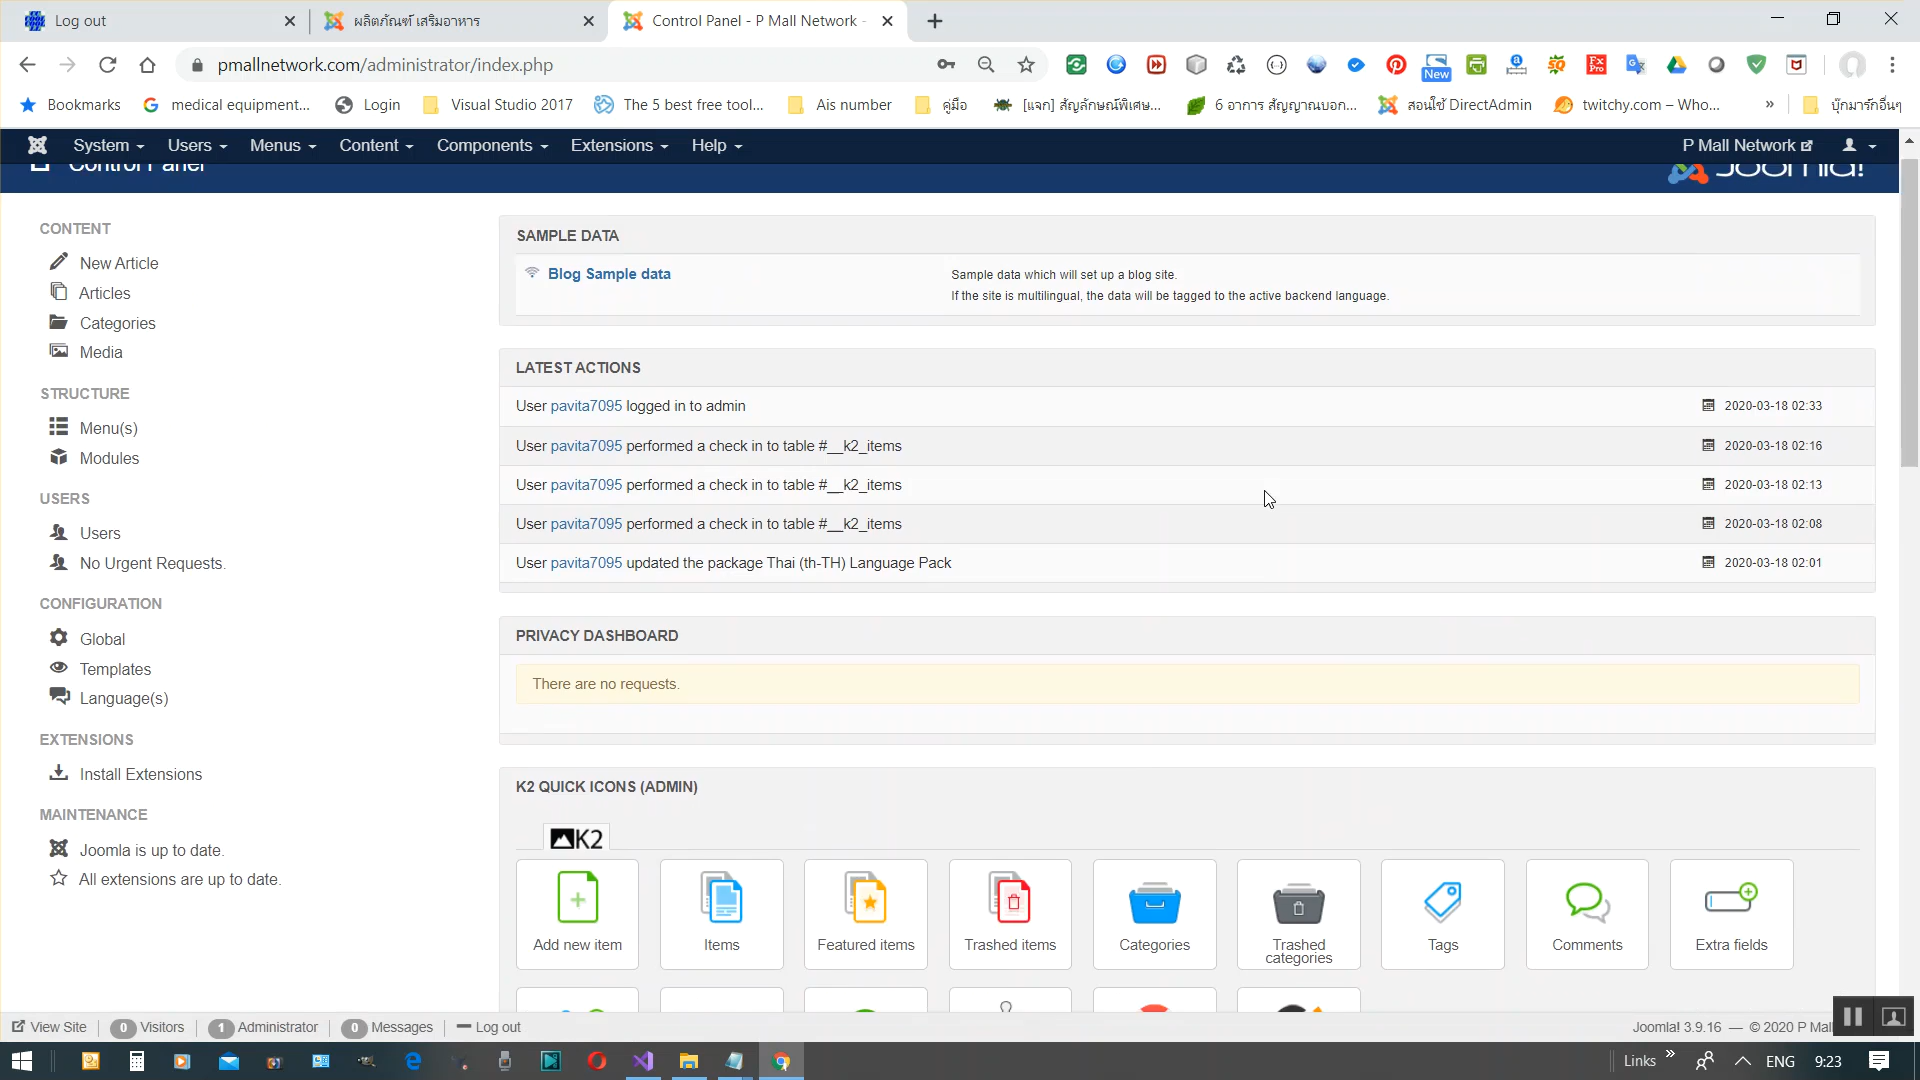 Log out
ผลิตภัณฑ์ เสริมอาหาร
Control Panel - P Mall Network -
pmallnetwork.com/administrator/index.php
New
Fx Pro
Bookmarks
medical equipment...
Login
Visual Studio 2017
The 5 best free tool...
Ais number
คู่มือ
[แจก] สัญลักษณ์พิเศษ...
6 อาการ สัญญาณบอก...
สอนใช้ DirectAdmin
twitchy.com – Who...
»
บุ๊กมาร์กอื่นๆ
System
Users
Menus
Content
Components
Extensions
Help
P Mall Network
Control Panel
Joomla!
CONTENT
New Article
Articles
Categories
Media
STRUCTURE
Menu(s)
Modules
USERS
Users
No Urgent Requests.
CONFIGURATION
Global
Templates
Language(s)
EXTENSIONS
Install Extensions
MAINTENANCE
Joomla is up to date.
All extensions are up to date.
SAMPLE DATA
Blog Sample data
Sample data which will set up a blog site.
If the site is multilingual, the data will be tagged to the active backend language.
LATEST ACTIONS
User pavita7095 logged in to admin 2020-03-18 02:33
User pavita7095 performed a check in to table #__k2_items 2020-03-18 02:16
User pavita7095 performed a check in to table #__k2_items 2020-03-18 02:13
User pavita7095 performed a check in to table #__k2_items 2020-03-18 02:08
User pavita7095 updated the package Thai (th-TH) Language Pack 2020-03-18 02:01
PRIVACY DASHBOARD
There are no requests.
K2 QUICK ICONS (ADMIN)
K2
Add new item
Items
Featured items
Trashed items
Categories
Trashed categories
Tags
Comments
Extra fields
View Site
0 Visitors
1 Administrator
0 Messages
Log out
Joomla! 3.9.16 — © 2020 P Mal
Links »
ENG
9:23